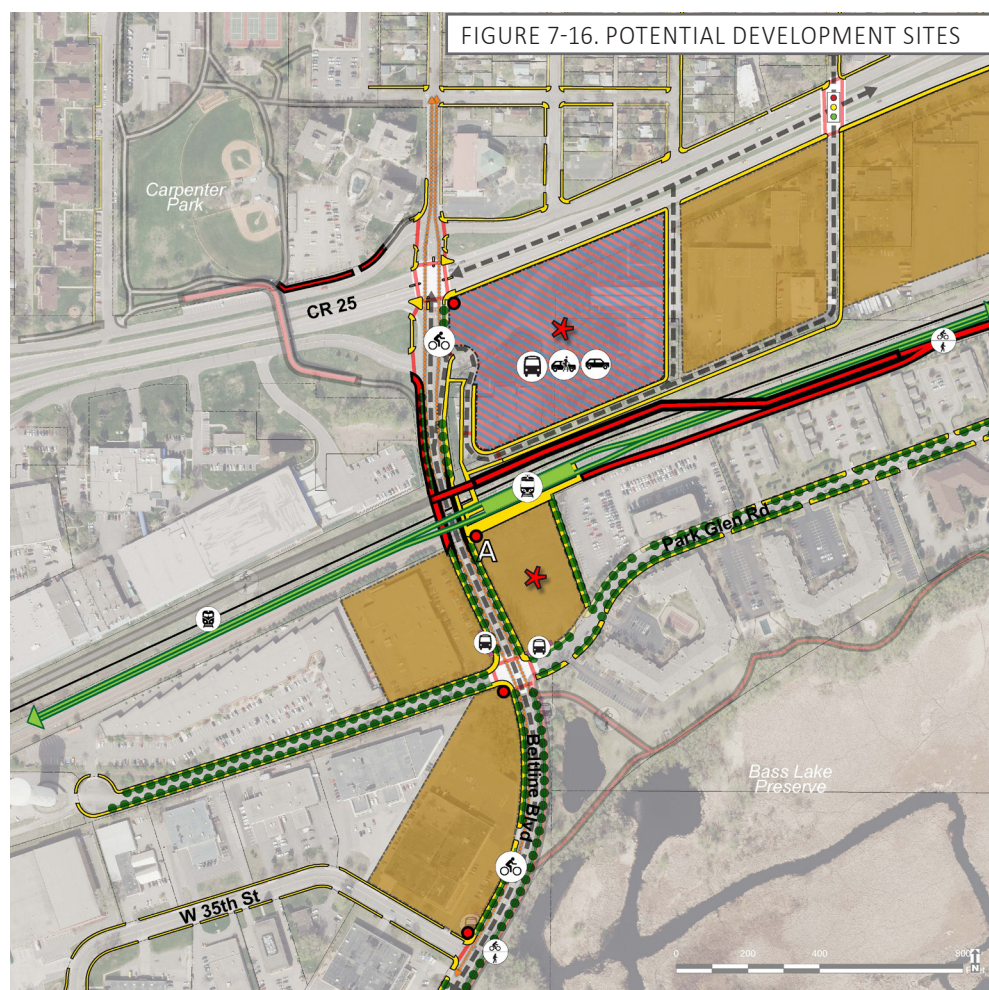 FIGURE 7-16. POTENTIAL DEVELOPMENT SITES
Carpenter
Park
CR 25
A
Park Glen Rd
Beltline Blvd
Bass Lake
Preserve
W 35th St
0 200 400 800
N